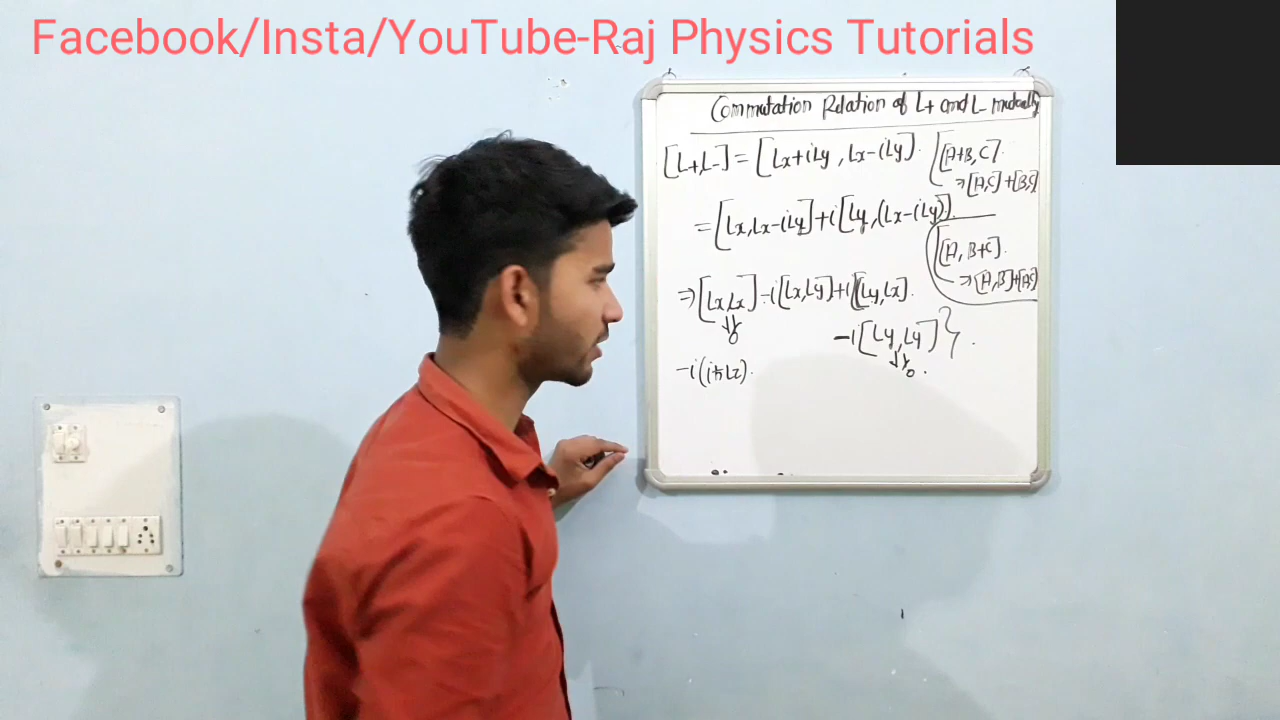 Facebook/Insta/YouTube-Raj Physics Tutorials
Commutation Relation of L+ and L- mutually
[L+,L-] = [Lx+iLy , Lx-iLy].
[A+B, C].
⇒[A,C]+[B,C]
=[Lx,Lx-iLy]+i[Ly,(Lx-iLy)].
[A, B+C].
⇒[A,B]+[A,C]
⇒[Lx,Lx]-i[Lx,Ly]+i{[Ly,Lx].
0
-i[Ly,Ly]}.
0.
-i(iħLz).